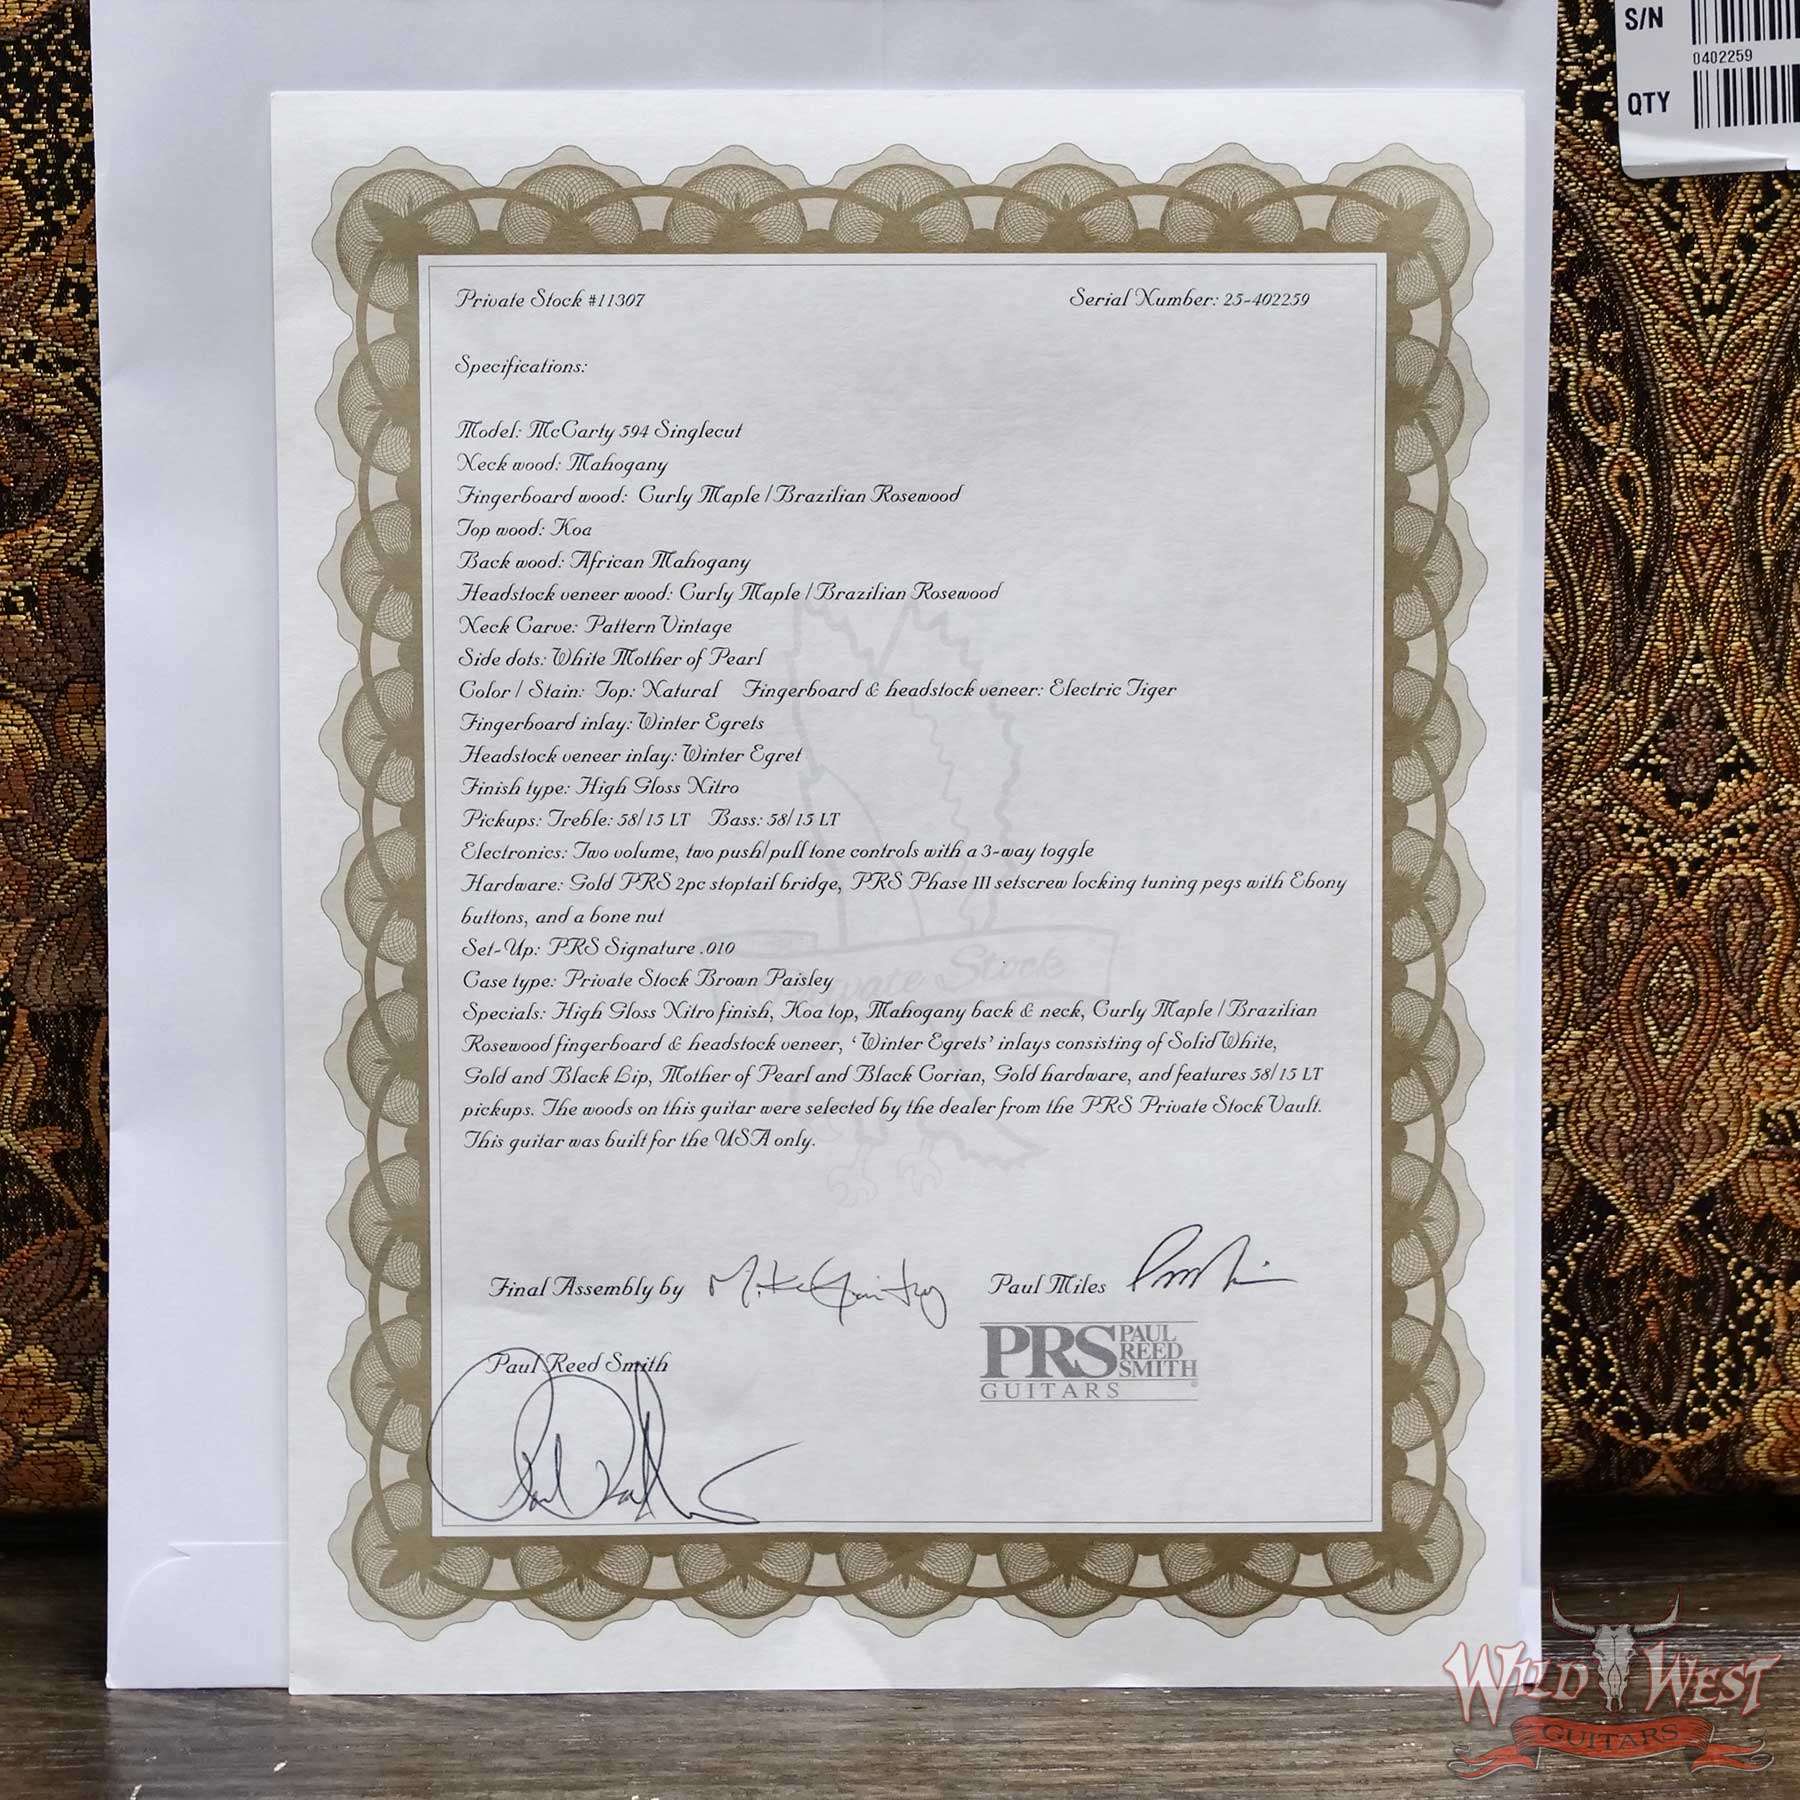 S/N
0402259
QTY
Private Stock #11307 Serial Number: 25-402259
Specifications:
Model: McCarty 594 Singlecut
Neck wood: Mahogany
Fingerboard wood: Curly Maple / Brazilian Rosewood
Top wood: Koa
Back wood: African Mahogany
Headstock veneer wood: Curly Maple / Brazilian Rosewood
Neck Carve: Pattern Vintage
Side dots: White Mother of Pearl
Color / Stain: Top: Natural Fingerboard & headstock veneer: Electric Tiger
Fingerboard inlay: Winter Egrets
Headstock veneer inlay: Winter Egret
Finish type: High Gloss Nitro
Pickups: Treble: 58/15 LT Bass: 58/15 LT
Electronics: Two volume, two push/pull tone controls with a 3-way toggle
Hardware: Gold PRS 2pc stoptail bridge, PRS Phase III setscrew locking tuning pegs with Ebony
buttons, and a bone nut
Set-Up: PRS Signature .010
Case type: Private Stock Brown Paisley
Private Stock
Specials: High Gloss Nitro finish, Koa top, Mahogany back & neck, Curly Maple / Brazilian
Rosewood fingerboard & headstock veneer, 'Winter Egrets' inlays consisting of Solid White,
Gold and Black Lip, Mother of Pearl and Black Corian, Gold hardware, and features 58/15 LT
pickups. The woods on this guitar were selected by the dealer from the PRS Private Stock Vault.
This guitar was built for the USA only.
Final Assembly by Paul Miles
PRS PAUL REED SMITH
GUITARS
Paul Reed Smith
WILD WEST
GUITARS